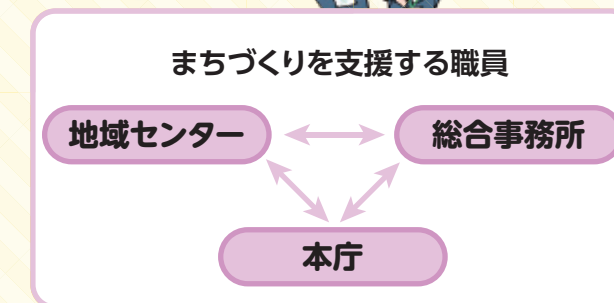 まちづくりを支援する職員
地域センター
総合事務所
本庁